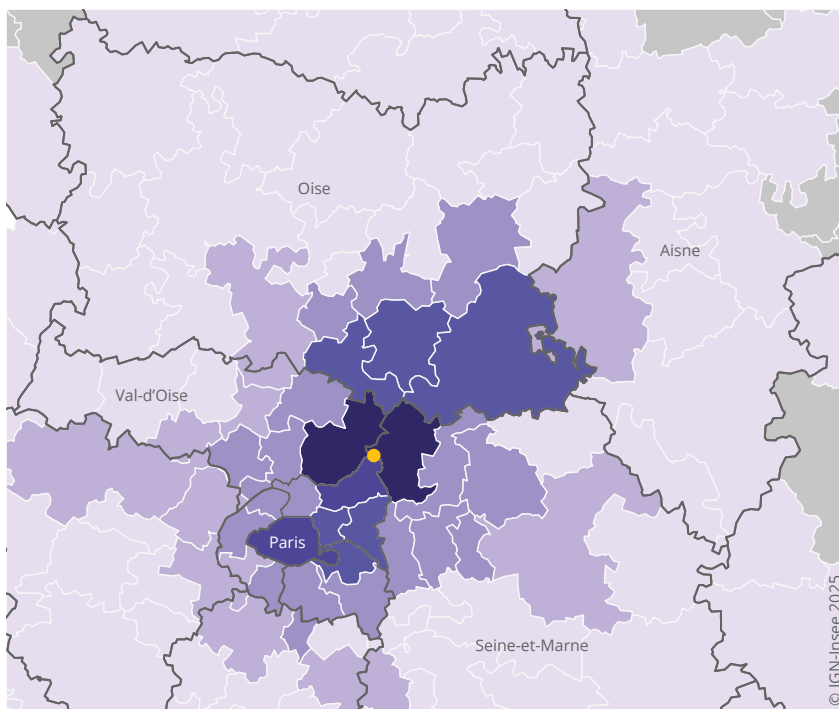 Oise
Aisne
Val-d’Oise
Paris
Seine-et-Marne
© IGN-Insee 2025